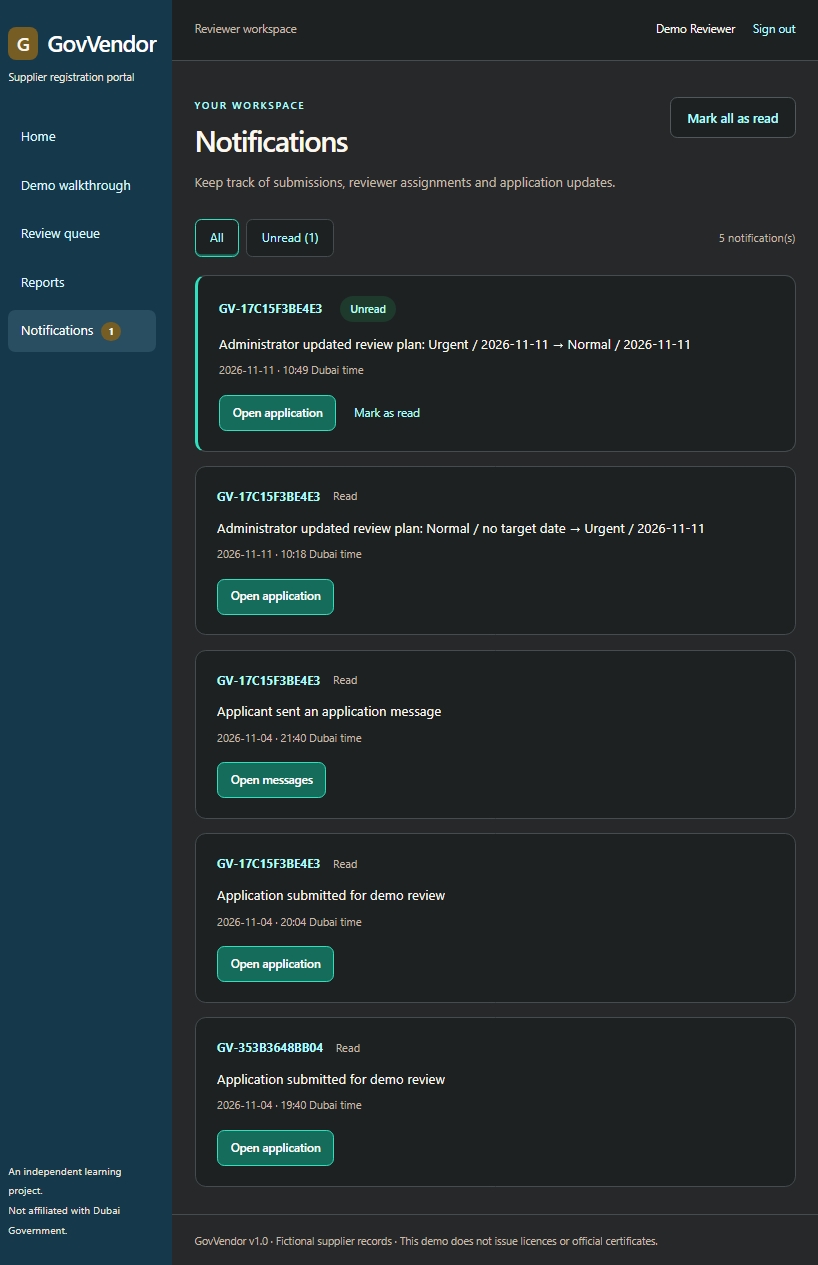 G GovVendor
Supplier registration portal
Home
Demo walkthrough
Review queue
Reports
Notifications 1
An independent learning
project.
Not affiliated with Dubai
Government.
Reviewer workspace
Demo Reviewer Sign out
YOUR WORKSPACE
Notifications
Mark all as read
Keep track of submissions, reviewer assignments and application updates.
All Unread (1)
5 notification(s)
GV-17C15F3BE4E3 Unread
Administrator updated review plan: Urgent / 2026-11-11 → Normal / 2026-11-11
2026-11-11 · 10:49 Dubai time
Open application Mark as read
GV-17C15F3BE4E3 Read
Administrator updated review plan: Normal / no target date → Urgent / 2026-11-11
2026-11-11 · 10:18 Dubai time
Open application
GV-17C15F3BE4E3 Read
Applicant sent an application message
2026-11-04 · 21:40 Dubai time
Open messages
GV-17C15F3BE4E3 Read
Application submitted for demo review
2026-11-04 · 20:04 Dubai time
Open application
GV-353B3648BB04 Read
Application submitted for demo review
2026-11-04 · 19:40 Dubai time
Open application
GovVendor v1.0 · Fictional supplier records · This demo does not issue licences or official certificates.